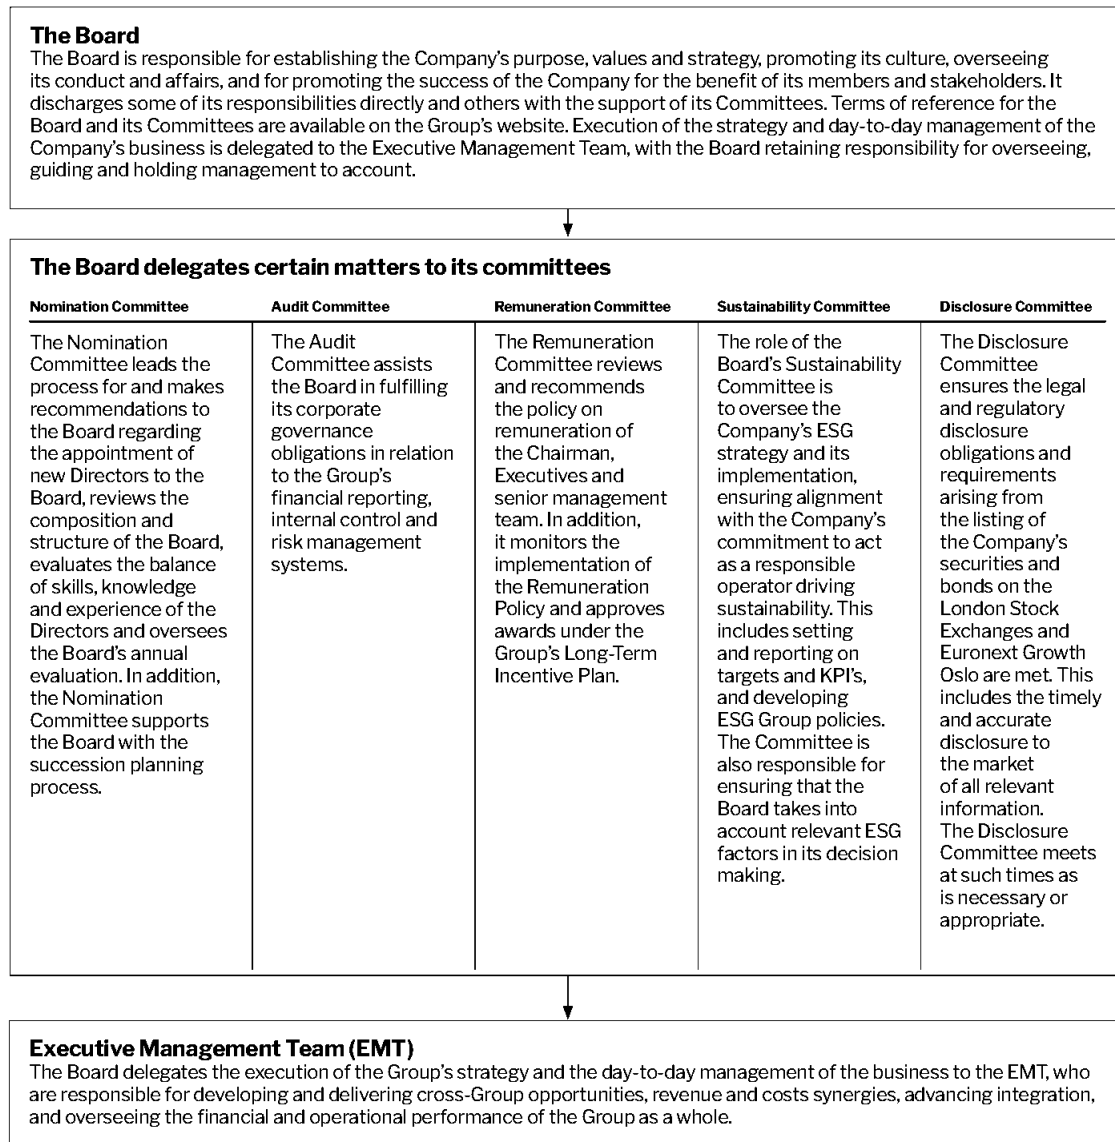 The Board
The Board is responsible for establishing the Company’s purpose, values and strategy, promoting its culture, overseeing
its conduct and affairs, and for promoting the success of the Company for the benefit of its members and stakeholders. It
discharges some of its responsibilities directly and others with the support of its Committees. Terms of reference for the
Board and its Committees are available on the Group’s website. Execution of the strategy and day-to-day management of the
Company’s business is delegated to the Executive Management Team, with the Board retaining responsibility for overseeing,
guiding and holding management to account.
The Board delegates certain matters to its committees
Nomination Committee
The Nomination
Committee leads the
process for and makes
recommendations to
the Board regarding
the appointment of
new Directors to the
Board, reviews the
composition and
structure of the Board,
evaluates the balance
of skills, knowledge
and experience of the
Directors and oversees
the Board’s annual
evaluation. In addition,
the Nomination
Committee supports
the Board with the
succession planning
process.
Audit Committee
The Audit
Committee assists
the Board in fulfilling
its corporate
governance
obligations in relation
to the Group’s
financial reporting,
internal control and
risk management
systems.
Remuneration Committee
The Remuneration
Committee reviews
and recommends
the policy on
remuneration of
the Chairman,
Executives and
senior management
team. In addition,
it monitors the
implementation of
the Remuneration
Policy and approves
awards under the
Group’s Long-Term
Incentive Plan.
Sustainability Committee
The role of the
Board’s Sustainability
Committee is
to oversee the
Company’s ESG
strategy and its
implementation,
ensuring alignment
with the Company’s
commitment to act
as a responsible
operator driving
sustainability. This
includes setting
and reporting on
targets and KPI’s,
and developing
ESG Group policies.
The Committee is
also responsible for
ensuring that the
Board takes into
account relevant ESG
factors in its decision
making.
Disclosure Committee
The Disclosure
Committee
ensures the legal
and regulatory
disclosure
obligations and
requirements
arising from
the listing of
the Company’s
securities and
bonds on the
London Stock
Exchanges and
Euronext Growth
Oslo are met. This
includes the timely
and accurate
disclosure to
the market
of all relevant
information.
The Disclosure
Committee meets
at such times as
is necessary or
appropriate.
Executive Management Team (EMT)
The Board delegates the execution of the Group’s strategy and the day-to-day management of the business to the EMT, who
are responsible for developing and delivering cross-Group opportunities, revenue and costs synergies, advancing integration,
and overseeing the financial and operational performance of the Group as a whole.